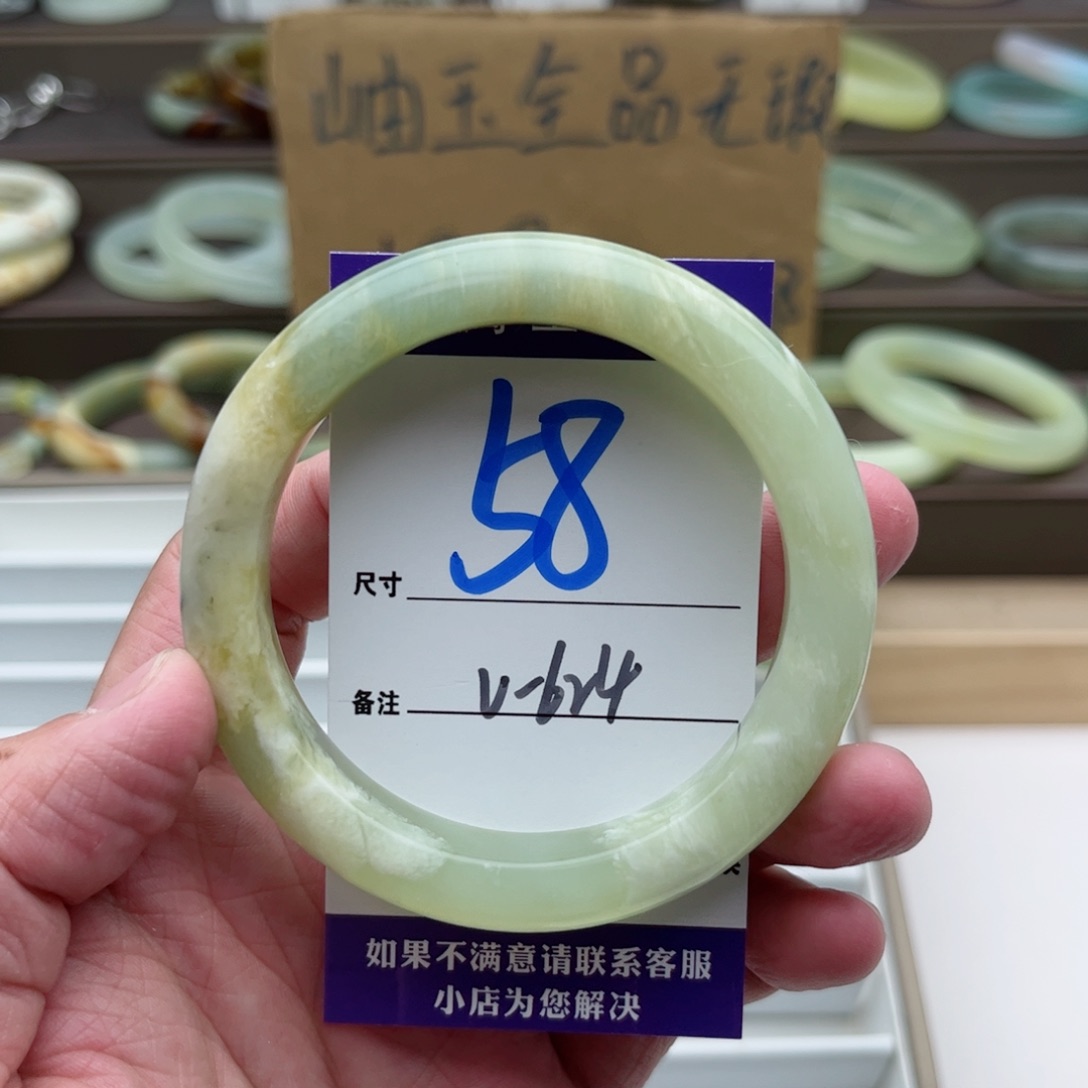 岫玉全品无瑕
58
尺寸
备注 V-624
如果不满意请联系客服
小店为您解决